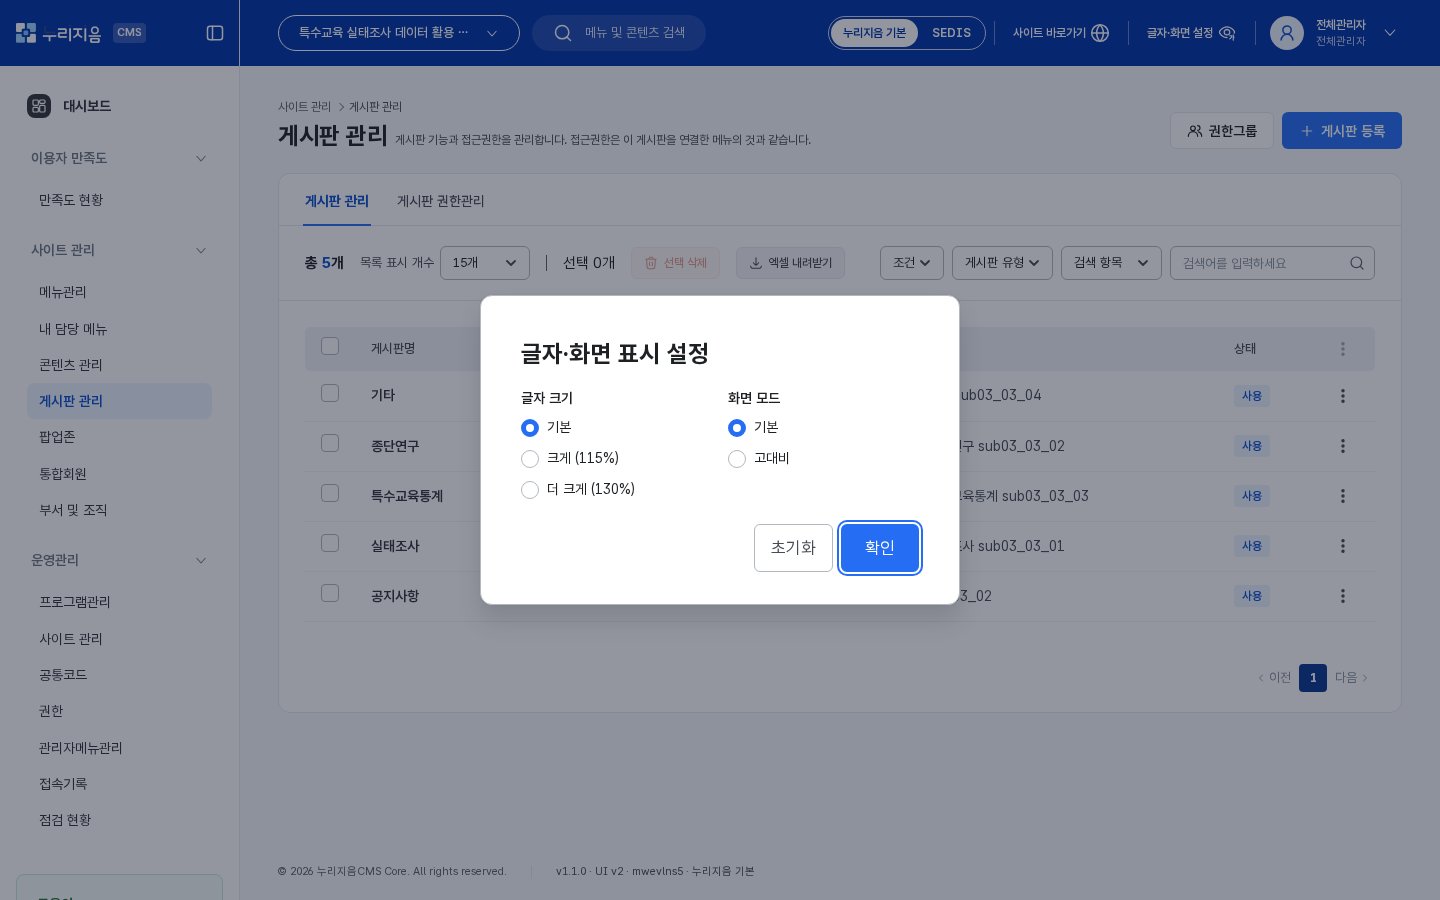 누리지음 CMS
특수교육 실태조사 데이터 활용 ···
메뉴 및 콘텐츠 검색
누리지음 기본
SEDIS
사이트 바로가기
글자·화면 설정
전체관리자
전체관리자
대시보드
이용자 만족도
만족도 현황
사이트 관리
메뉴관리
내 담당 메뉴
콘텐츠 관리
게시판 관리
팝업존
통합회원
부서 및 조직
운영관리
프로그램관리
사이트 관리
공통코드
권한
관리자메뉴관리
접속기록
점검 현황
사이트 관리 > 게시판 관리
게시판 관리 게시판 기능과 접근권한을 관리합니다. 접근권한은 이 게시판을 연결한 메뉴의 것과 같습니다.
권한그룹
게시판 등록
게시판 관리
게시판 권한관리
총 5개
목록 표시 개수
15개
선택 0개
선택 삭제
엑셀 내려받기
조건
게시판 유형
검색 항목
검색어를 입력하세요
게시판명
상태
기타
ub03_03_04
사용
종단연구
구 sub03_03_02
사용
특수교육통계
육통계 sub03_03_03
사용
실태조사
사 sub03_03_01
사용
공지사항
3_02
사용
글자·화면 표시 설정
글자 크기
기본
크게 (115%)
더 크게 (130%)
화면 모드
기본
고대비
초기화
확인
이전
1
다음
© 2026 누리지음CMS Core. All rights reserved.
v1.1.0 · UI v2 · mwevlns5 · 누리지음 기본